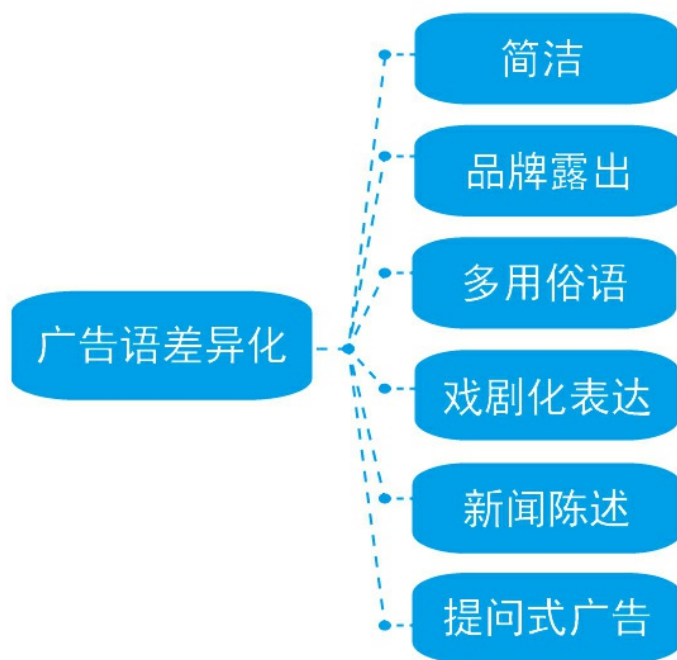 简洁
品牌露出
多用俗语
广告语差异化
戏剧化表达
新闻陈述
提问式广告